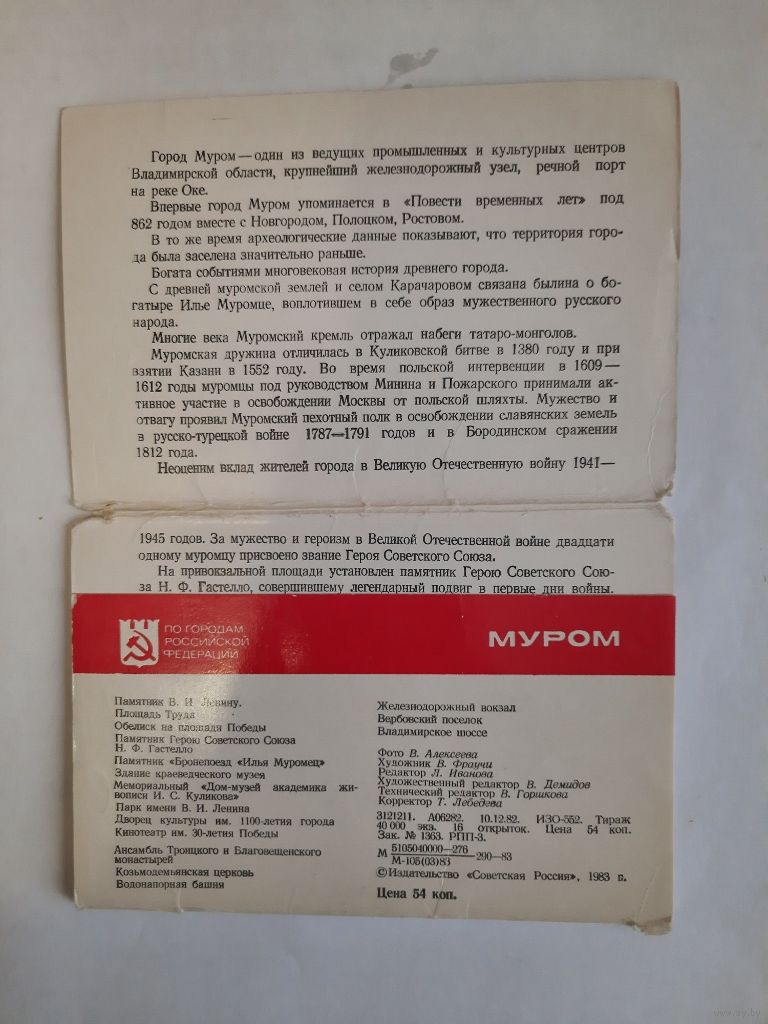 Город Муром — один из ведущих промышленных и культурных центров
Владимирской области, крупнейший железнодорожный узел, речной порт
на реке Оке.
Впервые город Муром упоминается в «Повести временных лет» под
862 годом вместе с Новгородом, Полоцком, Ростовом.
В то же время археологические данные показывают, что территория горо-
да была заселена значительно раньше.
Богата событиями многовековая история древнего города.
С древней муромской землей и селом Карачаровом связана былина о бо-
гатыре Илье Муромце, воплотившем в себе образ мужественного русского
народа.
Многие века Муромский кремль отражал набеги татаро-монголов.
Муромская дружина отличилась в Куликовской битве в 1380 году и при
взятии Казани в 1552 году. Во время польской интервенции в 1609—
1612 годы муромцы под руководством Минина и Пожарского принимали ак-
тивное участие в освобождении Москвы от польской шляхты. Мужество и
отвагу проявил Муромский пехотный полк в освобождении славянских земель
в русско-турецкой войне 1787—1791 годов и в Бородинском сражении
1812 года.
Неоценим вклад жителей города в Великую Отечественную войну 1941—
1945 годов. За мужество и героизм в Великой Отечественной войне двадцати
одному муромцу присвоено звание Героя Советского Союза.
На привокзальной площади установлен памятник Герою Советского Сою-
за Н. Ф. Гастелло, совершившему легендарный подвиг в первые дни войны.
ПО ГОРОДАМ
РОССИЙСКОЙ
ФЕДЕРАЦИИ
МУРОМ
Памятник В. И. Ленину.
Площадь Труда
Обелиск на площади Победы
Памятник Герою Советского Союза
Н. Ф. Гастелло
Памятник «Бронепоезд «Илья Муромец»
Здание краеведческого музея
Мемориальный «Дом-музей академика жи-
вописи И. С. Куликова»
Парк имени В. И. Ленина
Дворец культуры им. 1100-летия города
Кинотеатр им. 30-летия Победы
Ансамбль Троицкого и Благовещенского
монастырей
Козьмодемьянская церковь
Водонапорная башня
Железнодорожный вокзал
Вербовский поселок
Владимирское шоссе
Фото В. Алексеева
Художник В. Фраучи
Редактор Л. Иванова
Художественный редактор В. Демидов
Технический редактор В. Горшкова
Корректор Т. Лебедева
3121211. А06282. 10.12.82. ИЗО-552. Тираж
40 000 экз. 16 открыток. Цена 54 коп.
Зак. № 1363. РПП-3.
М 5105040000—276
М-105(03)83 290—83
© Издательство «Советская Россия», 1983 г.
Цена 54 коп.